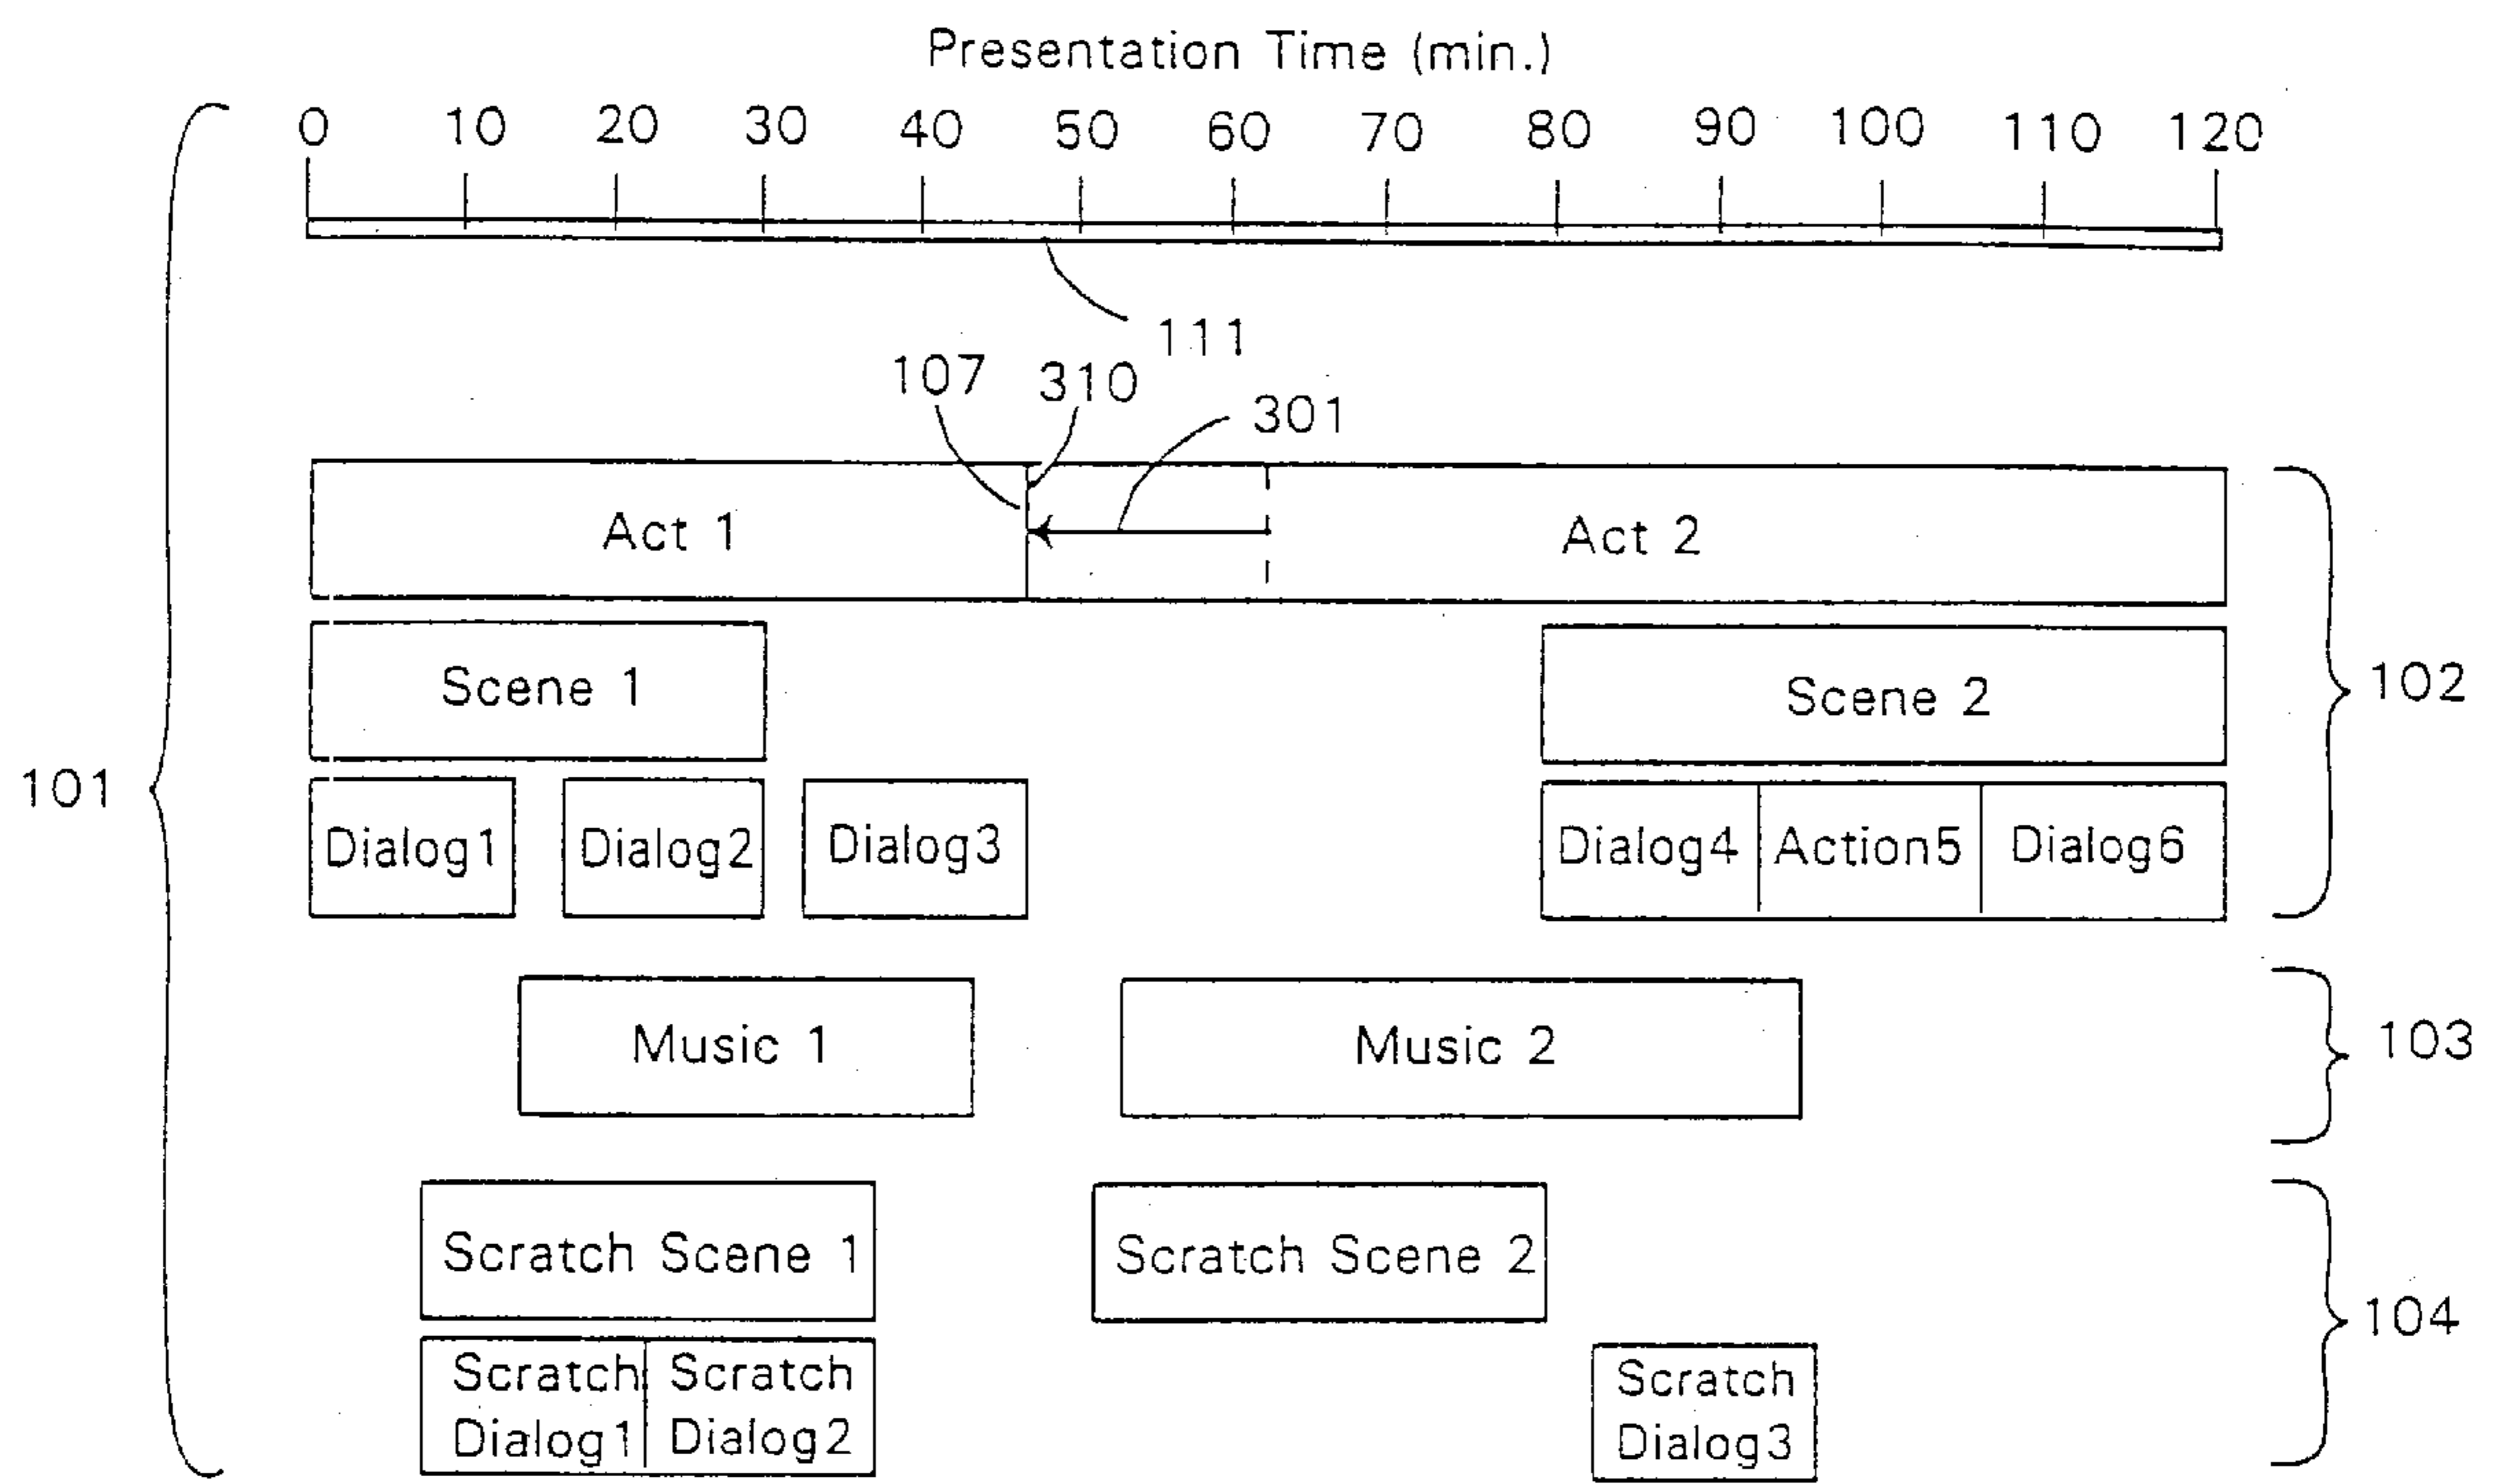 Presentation Time (min.)
0 10 20 30 40 50 60 70 80 90 100 110 120
111
107 310 301
Act 1 Act 2
Scene 1 Scene 2
102
101
Dialog1 Dialog2 Dialog3 Dialog4 Action5 Dialog6
Music 1 Music 2
103
Scratch Scene 1 Scratch Scene 2
104
Scratch Scratch Scratch
Dialog1 Dialog2 Dialog3